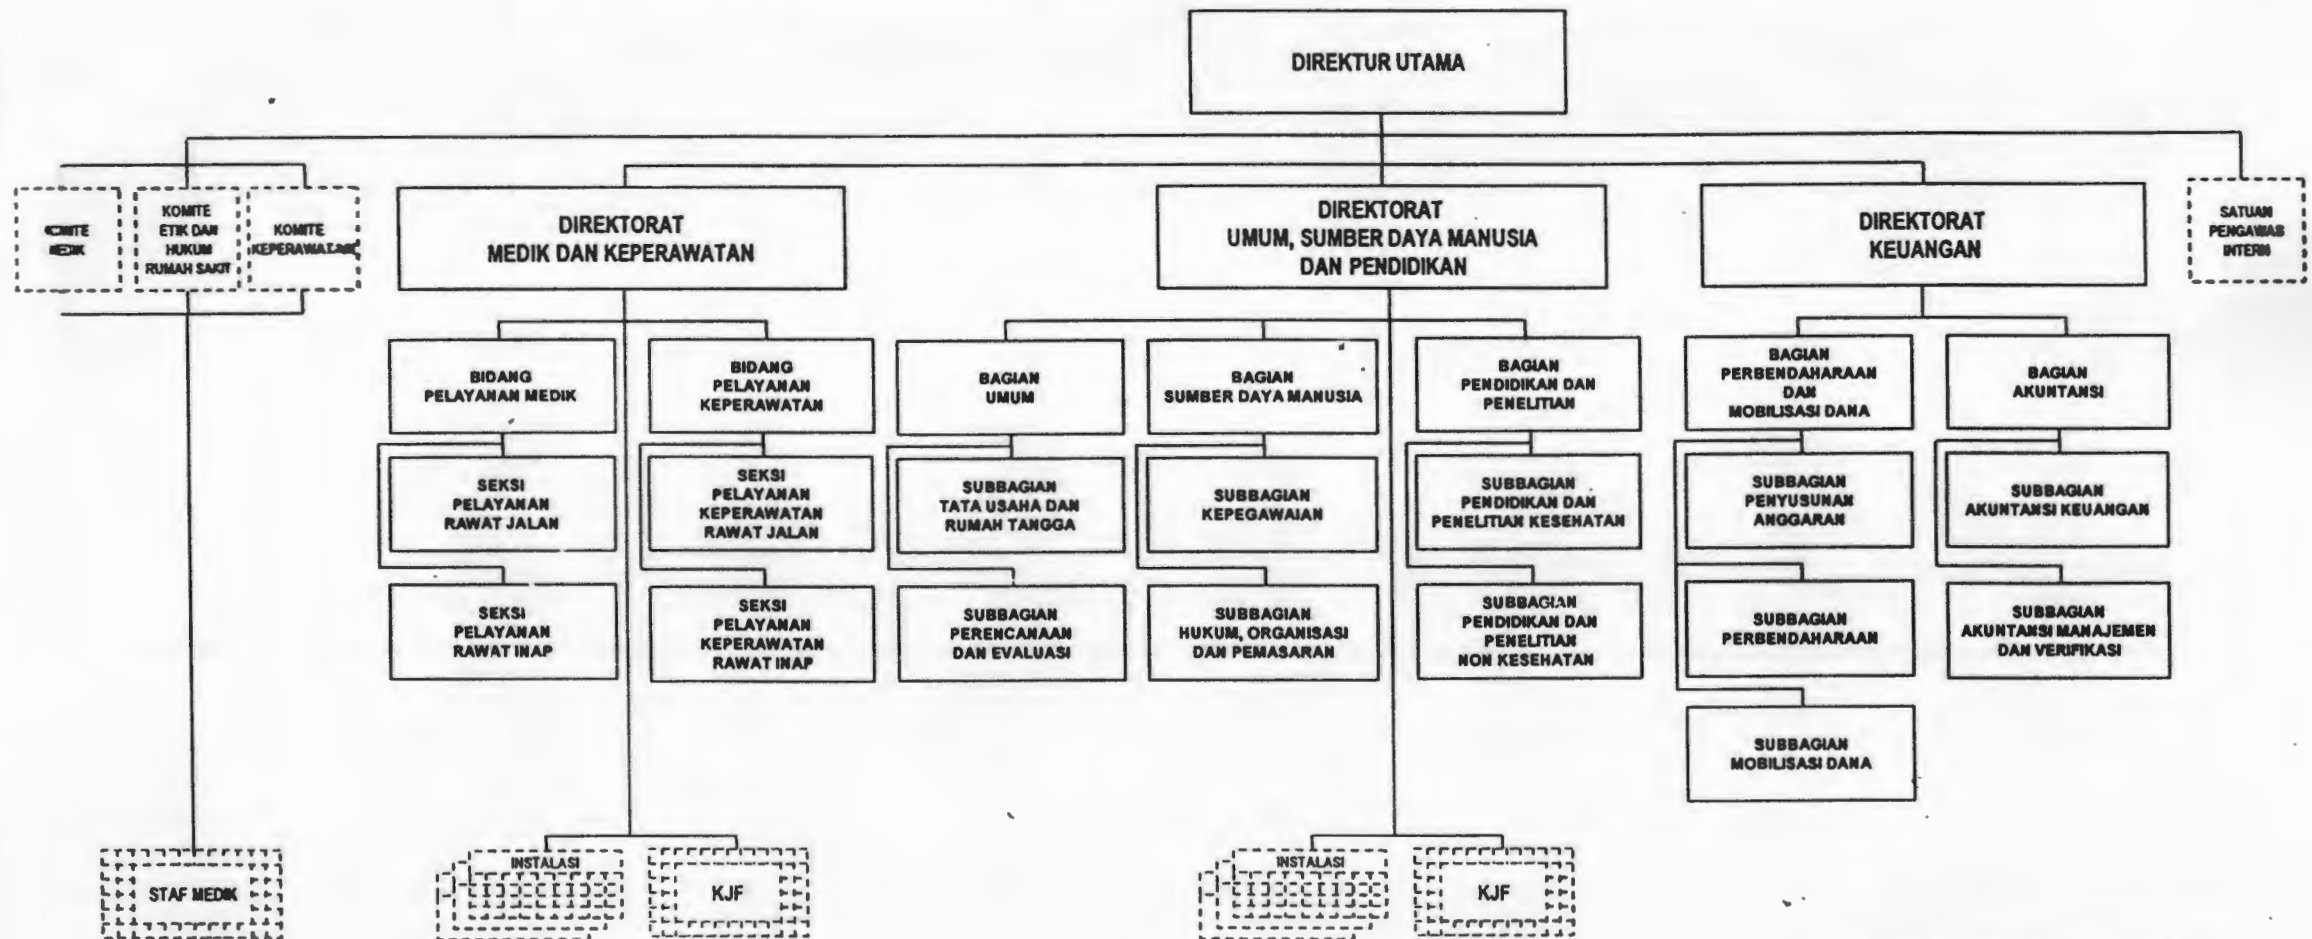 DIREKTUR UTAMA
KOMITE
MEDIK
KOMITE
ETIK DAN
HUKUM
RUMAH SAKIT
KOMITE
KEPERAWATAN
DIREKTORAT
MEDIK DAN KEPERAWATAN
DIREKTORAT
UMUM, SUMBER DAYA MANUSIA
DAN PENDIDIKAN
DIREKTORAT
KEUANGAN
SATUAN
PENGAWAS
INTERN
BIDANG
PELAYANAN MEDIK
BIDANG
PELAYANAN
KEPERAWATAN
BAGIAN
UMUM
BAGIAN
SUMBER DAYA MANUSIA
BAGIAN
PENDIDIKAN DAN
PENELITIAN
BAGIAN
PERBENDAHARAAN
DAN
MOBILISASI DANA
BAGIAN
AKUNTANSI
SEKSI
PELAYANAN
RAWAT JALAN
SEKSI
PELAYANAN
KEPERAWATAN
RAWAT JALAN
SUBBAGIAN
TATA USAHA DAN
RUMAH TANGGA
SUBBAGIAN
KEPEGAWAIAN
SUBBAGIAN
PENDIDIKAN DAN
PENELITIAN KESEHATAN
SUBBAGIAN
PENYUSUNAN
ANGGARAN
SUBBAGIAN
AKUNTANSI KEUANGAN
SEKSI
PELAYANAN
RAWAT INAP
SEKSI
PELAYANAN
KEPERAWATAN
RAWAT INAP
SUBBAGIAN
PERENCANAAN
DAN EVALUASI
SUBBAGIAN
HUKUM, ORGANISASI
DAN PEMASARAN
SUBBAGIAN
PENDIDIKAN DAN
PENELITIAN
NON KESEHATAN
SUBBAGIAN
PERBENDAHARAAN
SUBBAGIAN
AKUNTANSI MANAJEMEN
DAN VERIFIKASI
SUBBAGIAN
MOBILISASI DANA
STAF MEDIK
INSTALASI
KJF
INSTALASI
KJF